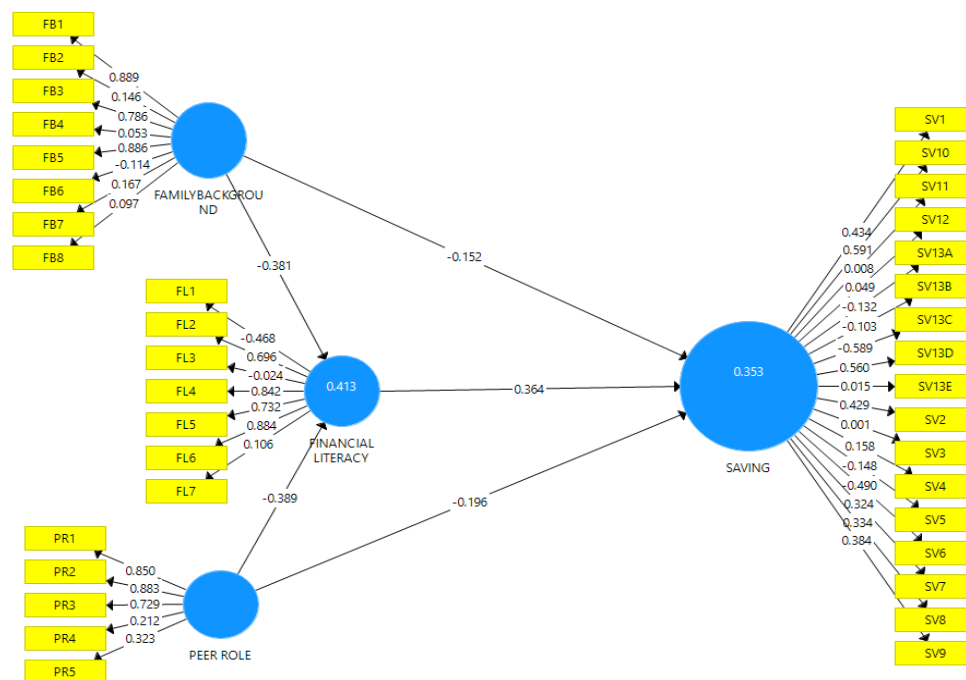 FB1
FB2
FB3
FB4
FB5
FB6
FB7
FB8
0.889
0.146
0.786
0.053
0.886
-0.114
0.167
0.097
FAMILYBACKGROU
ND
-0.381
-0.152
FL1
FL2
FL3
FL4
FL5
FL6
FL7
-0.468
0.696
-0.024
0.842
0.732
0.884
0.106
0.413
FINANCIAL
LITERACY
0.364
-0.389
-0.196
PR1
PR2
PR3
PR4
PR5
0.850
0.883
0.729
0.212
0.323
PEER ROLE
0.353
SAVING
0.434
0.591
0.008
0.049
-0.132
-0.103
-0.589
0.560
0.015
0.429
0.001
0.158
-0.148
-0.490
0.324
0.334
0.384
SV1
SV10
SV11
SV12
SV13A
SV13B
SV13C
SV13D
SV13E
SV2
SV3
SV4
SV5
SV6
SV7
SV8
SV9